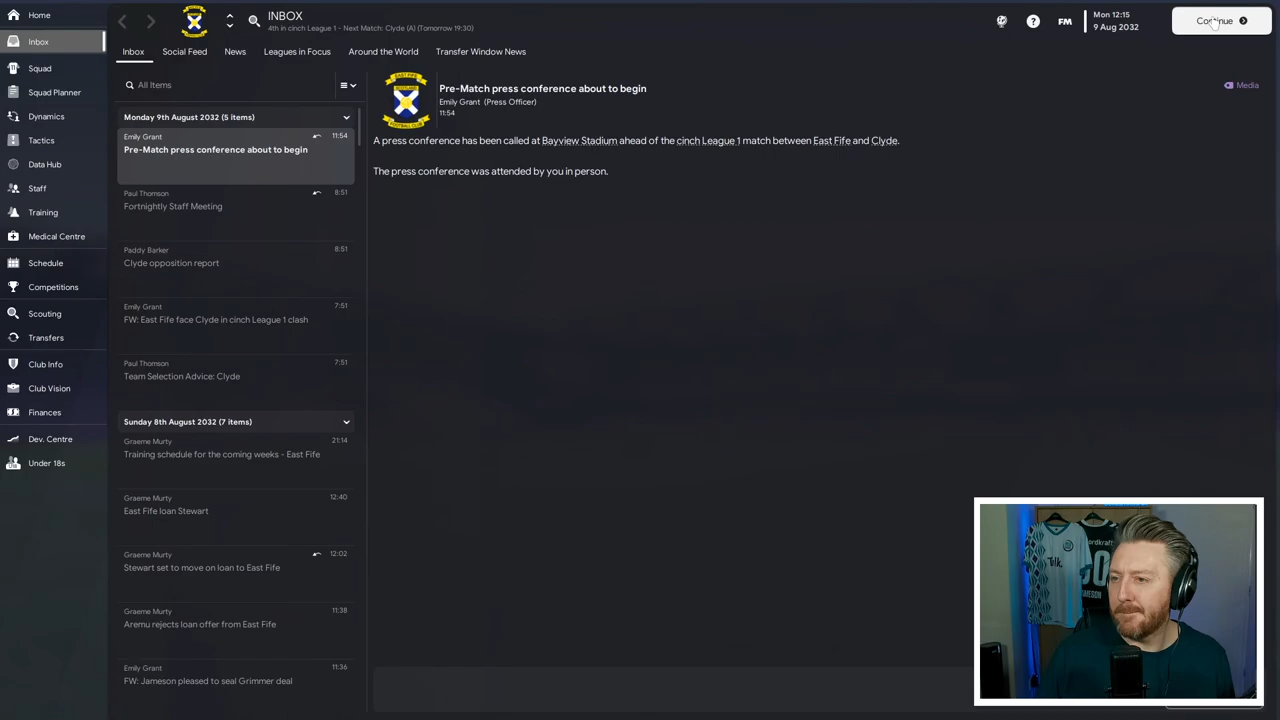 Home
INBOX
4th in cinch League 1 - Next Match: Clyde (A) (Tomorrow 19:30)
FM
Mon 12:15
9 Aug 2032
Continue
Inbox
Squad
Squad Planner
Dynamics
Tactics
Data Hub
Staff
Training
Medical Centre
Schedule
Competitions
Scouting
Transfers
Club Info
Club Vision
Finances
Dev. Centre
Under 18s
Inbox
Social Feed
News
Leagues in Focus
Around the World
Transfer Window News
All Items
Monday 9th August 2032 (5 items)
Emily Grant
11:54
Pre-Match press conference about to begin
Paul Thomson
8:51
Fortnightly Staff Meeting
Paddy Barker
8:51
Clyde opposition report
Emily Grant
7:51
FW: East Fife face Clyde in cinch League 1 clash
Paul Thomson
7:51
Team Selection Advice: Clyde
Sunday 8th August 2032 (7 items)
Graeme Murty
21:14
Training schedule for the coming weeks - East Fife
Graeme Murty
12:40
East Fife loan Stewart
Graeme Murty
12:02
Stewart set to move on loan to East Fife
Graeme Murty
11:38
Aremu rejects loan offer from East Fife
Emily Grant
11:36
FW: Jameson pleased to seal Grimmer deal
EAST FIFE
SCOTLAND
FOOTBALL CLUB
Pre-Match press conference about to begin
Emily Grant (Press Officer)
11:54
Media
A press conference has been called at Bayview Stadium ahead of the cinch League 1 match between East Fife and Clyde.
The press conference was attended by you in person.